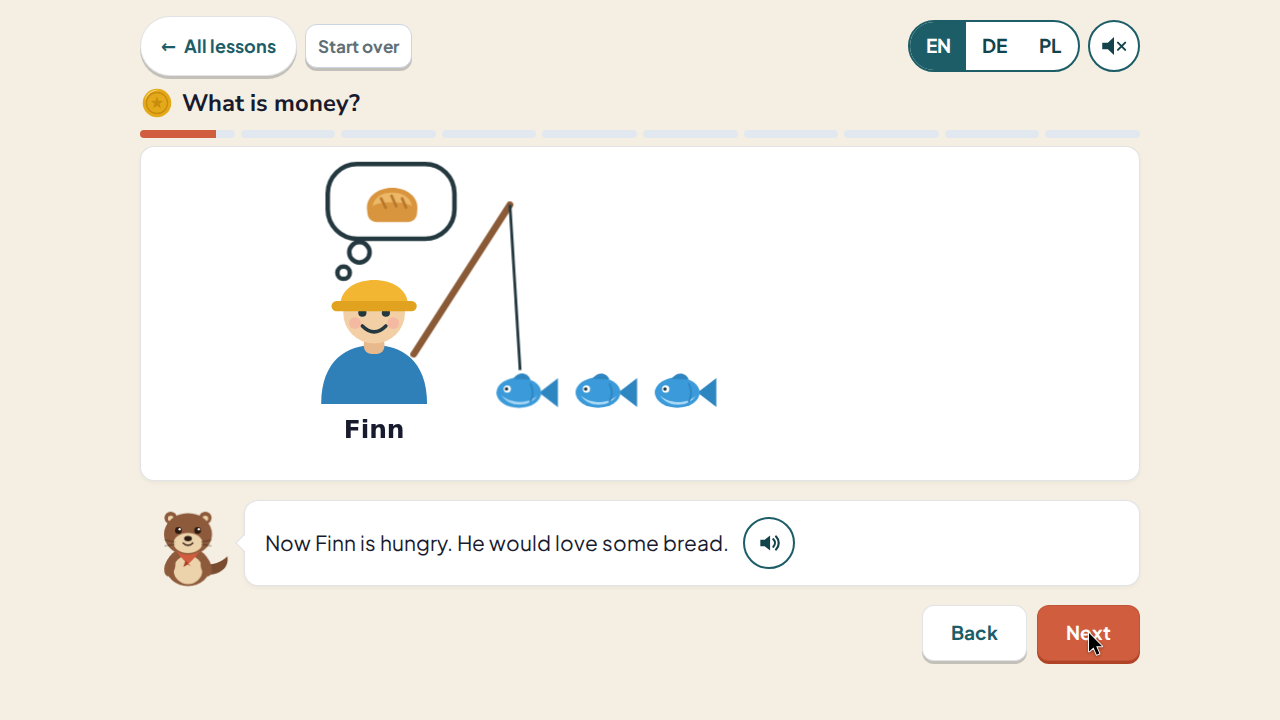 ← All lessons
Start over
EN
DE
PL
What is money?
Finn
Now Finn is hungry. He would love some bread.
Back
Next